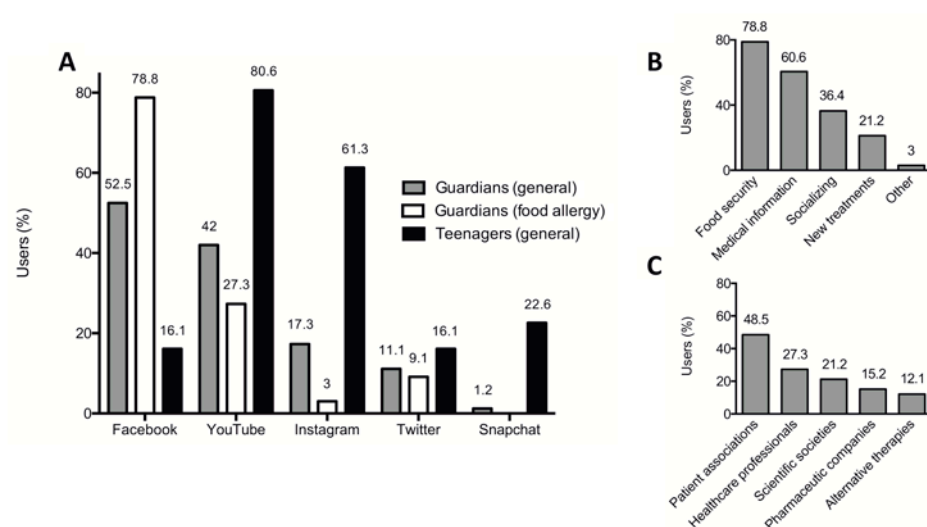 A
Users (%)
80
60
40
20
0
52.5
78.8
16.1
42
27.3
80.6
17.3
3
61.3
11.1
9.1
16.1
1.2
22.6
Guardians (general)
Guardians (food allergy)
Teenagers (general)
Facebook
YouTube
Instagram
Twitter
Snapchat
B
Users (%)
80
40
0
78.8
60.6
36.4
21.2
3
Food security
Medical information
Socializing
New treatments
Other
C
Users (%)
80
60
40
20
0
48.5
27.3
21.2
15.2
12.1
Patient associations
Healthcare professionals
Scientific societies
Pharmaceutic companies
Alternative therapies